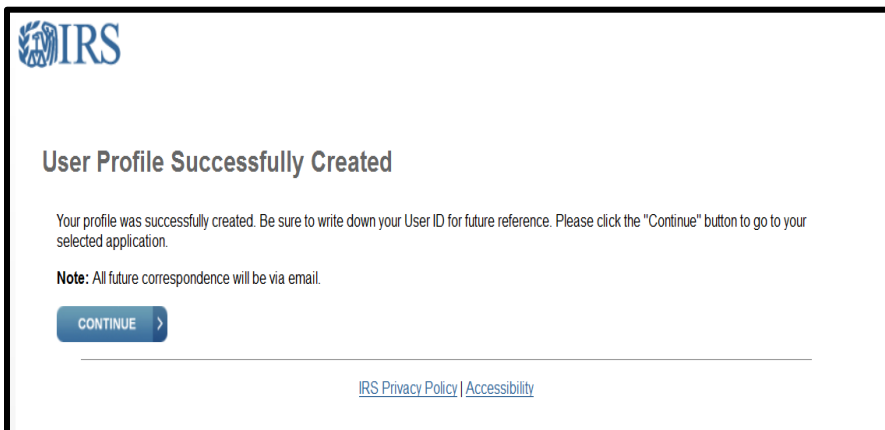 IRS
User Profile Successfully Created
Your profile was successfully created. Be sure to write down your User ID for future reference. Please click the "Continue" button to go to your
selected application.
Note: All future correspondence will be via email.
CONTINUE >
IRS Privacy Policy | Accessibility